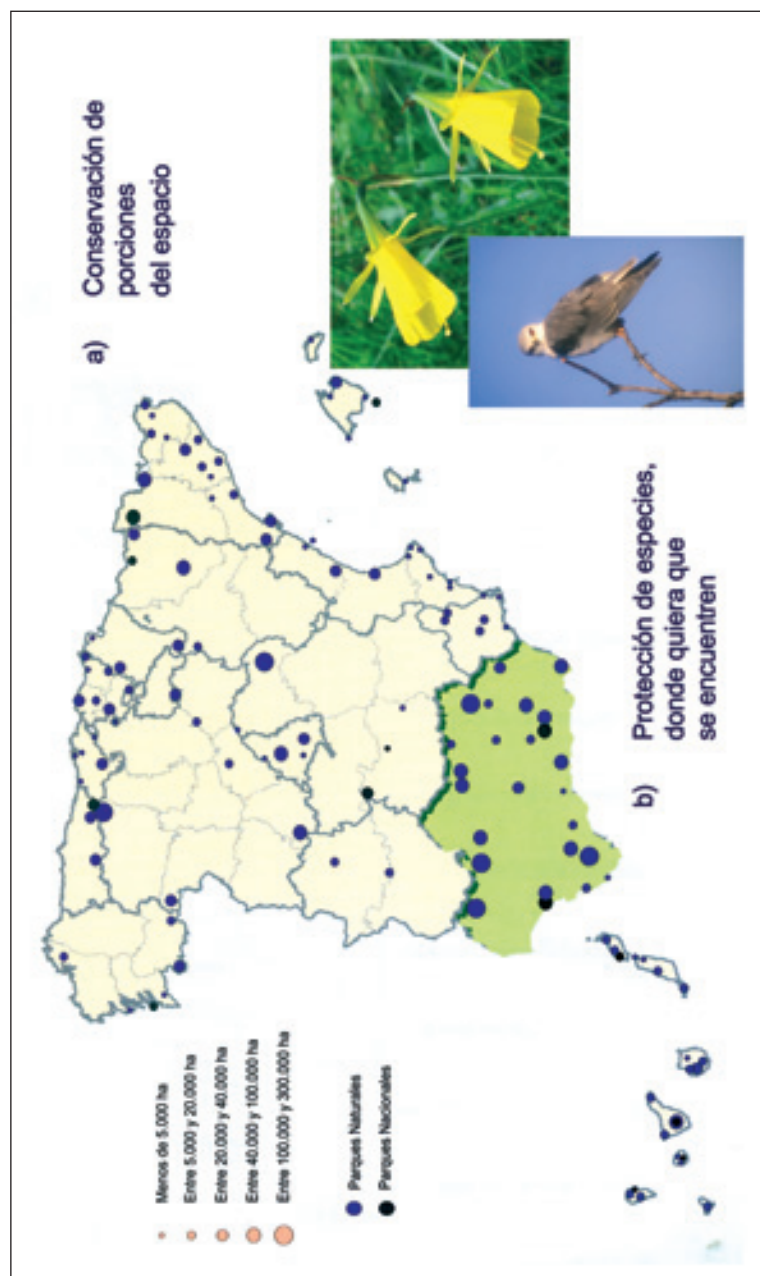 a) Conservación de
porciones
del espacio
b) Protección de especies,
donde quiera que
se encuentren
Menos de 5.000 ha
Entre 5.000 y 20.000 ha
Entre 20.000 y 40.000 ha
Entre 40.000 y 100.000 ha
Entre 100.000 y 300.000 ha
Parques Naturales
Parques Nacionales